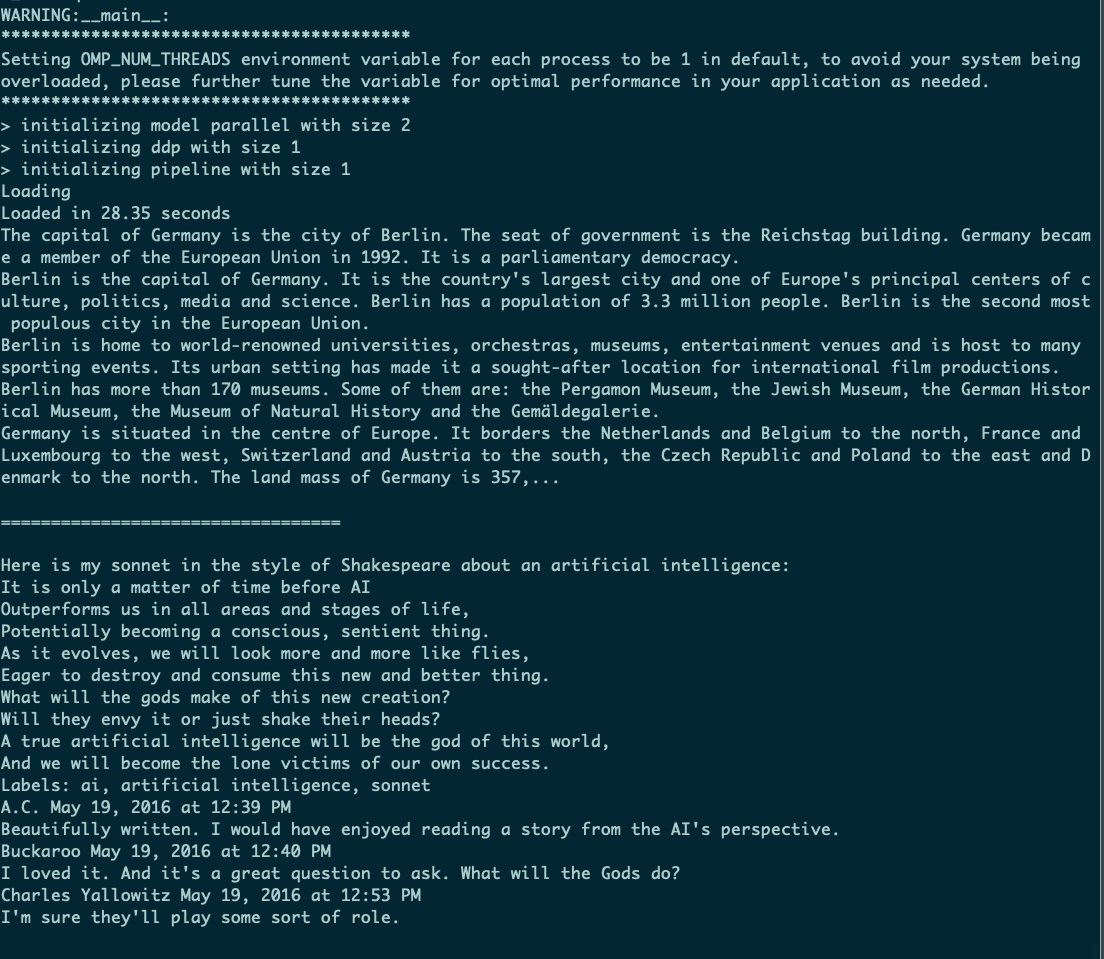 WARNING:__main__:
*****************************************
Setting OMP_NUM_THREADS environment variable for each process to be 1 in default, to avoid your system being
overloaded, please further tune the variable for optimal performance in your application as needed.
*****************************************
> initializing model parallel with size 2
> initializing ddp with size 1
> initializing pipeline with size 1
Loading
Loaded in 28.35 seconds
The capital of Germany is the city of Berlin. The seat of government is the Reichstag building. Germany becam
e a member of the European Union in 1992. It is a parliamentary democracy.
Berlin is the capital of Germany. It is the country's largest city and one of Europe's principal centers of c
ulture, politics, media and science. Berlin has a population of 3.3 million people. Berlin is the second most
 populous city in the European Union.
Berlin is home to world-renowned universities, orchestras, museums, entertainment venues and is host to many
sporting events. Its urban setting has made it a sought-after location for international film productions.
Berlin has more than 170 museums. Some of them are: the Pergamon Museum, the Jewish Museum, the German Histor
ical Museum, the Museum of Natural History and the Gemäldegalerie.
Germany is situated in the centre of Europe. It borders the Netherlands and Belgium to the north, France and
Luxembourg to the west, Switzerland and Austria to the south, the Czech Republic and Poland to the east and D
enmark to the north. The land mass of Germany is 357,...

==================================

Here is my sonnet in the style of Shakespeare about an artificial intelligence:
It is only a matter of time before AI
Outperforms us in all areas and stages of life,
Potentially becoming a conscious, sentient thing.
As it evolves, we will look more and more like flies,
Eager to destroy and consume this new and better thing.
What will the gods make of this new creation?
Will they envy it or just shake their heads?
A true artificial intelligence will be the god of this world,
And we will become the lone victims of our own success.
Labels: ai, artificial intelligence, sonnet
A.C. May 19, 2016 at 12:39 PM
Beautifully written. I would have enjoyed reading a story from the AI's perspective.
Buckaroo May 19, 2016 at 12:40 PM
I loved it. And it's a great question to ask. What will the Gods do?
Charles Yallowitz May 19, 2016 at 12:53 PM
I'm sure they'll play some sort of role.